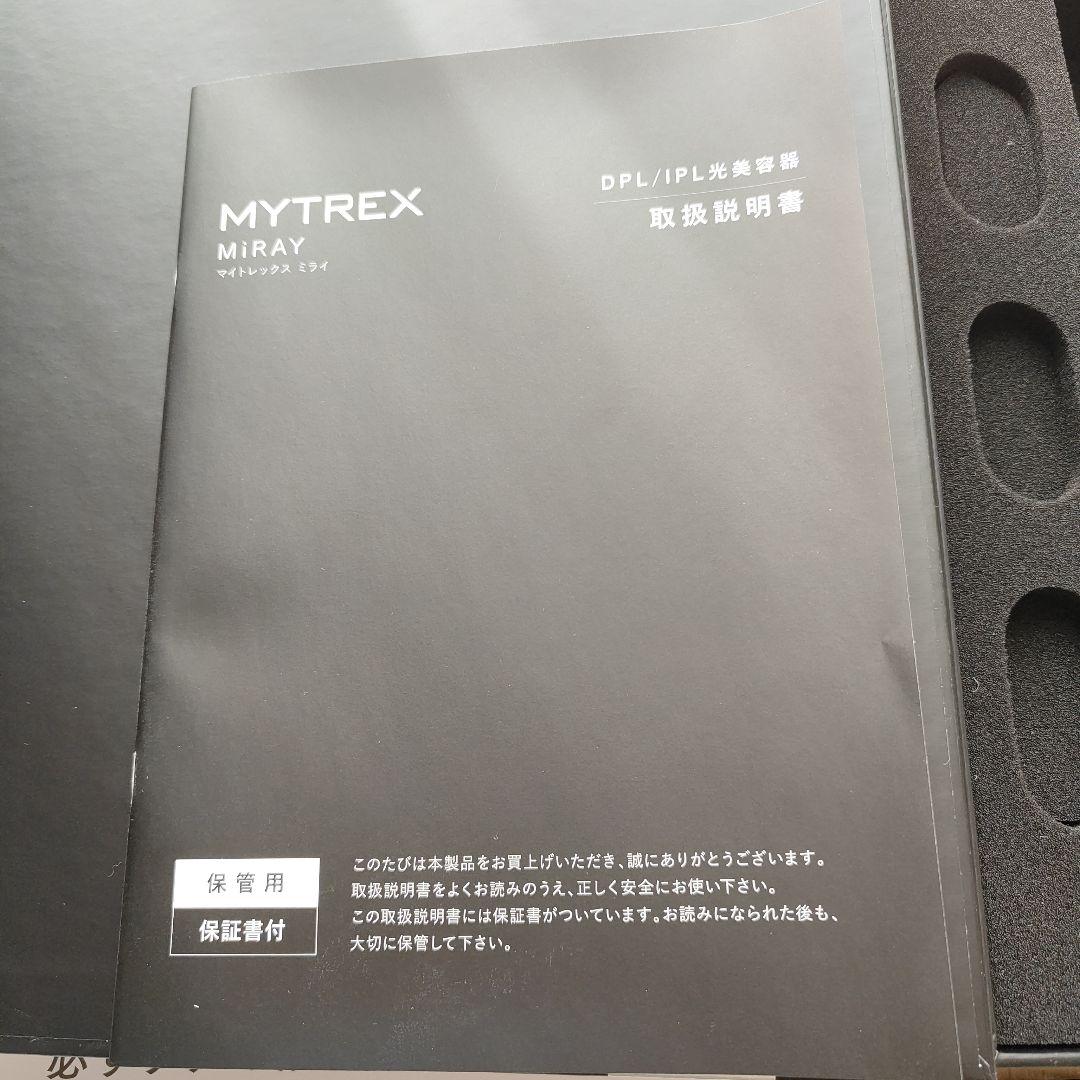 MYTREX
MiRAY
マイトレックス ミライ
DPL/IPL光美容器
取扱説明書
保管用
保証書付
このたびは本製品をお買上げいただき、誠にありがとうございます。
取扱説明書をよくお読みのうえ、正しく安全にお使い下さい。
この取扱説明書には保証書がついています。お読みになられた後も、
大切に保管して下さい。